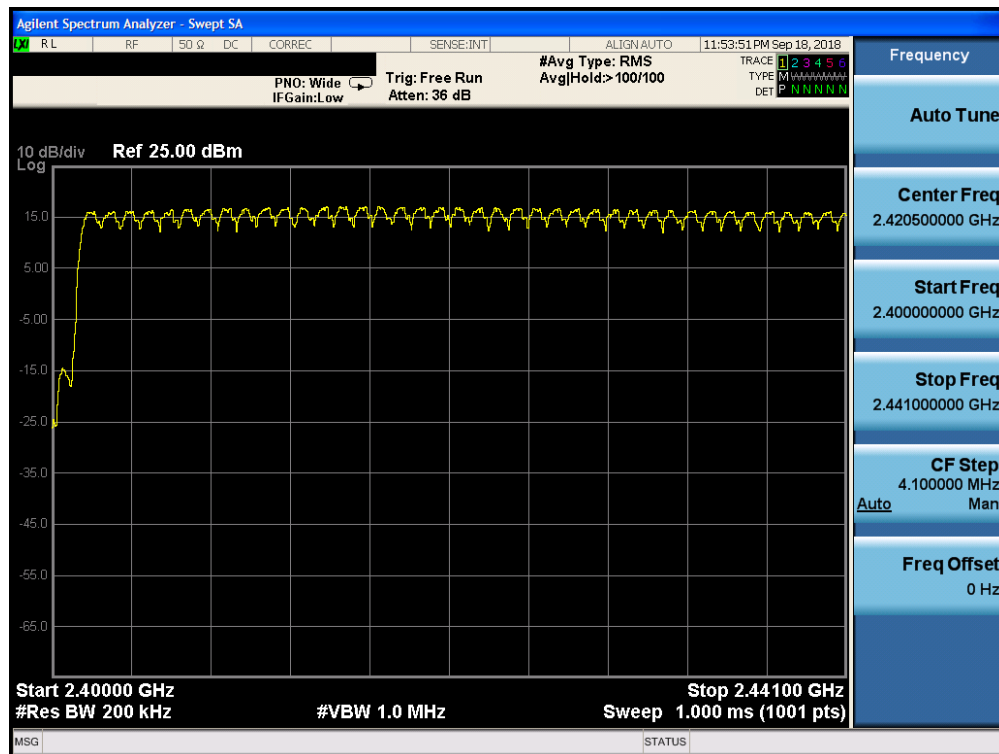 Agilent Spectrum Analyzer - Swept SA
LXI RL RF 50 Ω DC CORREC SENSE:INT ALIGN AUTO 11:53:51 PM Sep 18, 2018
Frequency
#Avg Type: RMS TRACE 1 2 3 4 5 6
PNO: Wide Trig: Free Run Avg|Hold:>100/100 TYPE M WWWWW
IFGain:Low Atten: 36 dB DET P N N N N N
Auto Tune
10 dB/div Ref 25.00 dBm
Log
15.0
5.00
-5.00
-15.0
-25.0
-35.0
-45.0
-55.0
-65.0
Center Freq
2.420500000 GHz
Start Freq
2.400000000 GHz
Stop Freq
2.441000000 GHz
CF Step
4.100000 MHz
Auto Man
Freq Offset
0 Hz
Start 2.40000 GHz Stop 2.44100 GHz
#Res BW 200 kHz #VBW 1.0 MHz Sweep 1.000 ms (1001 pts)
MSG STATUS